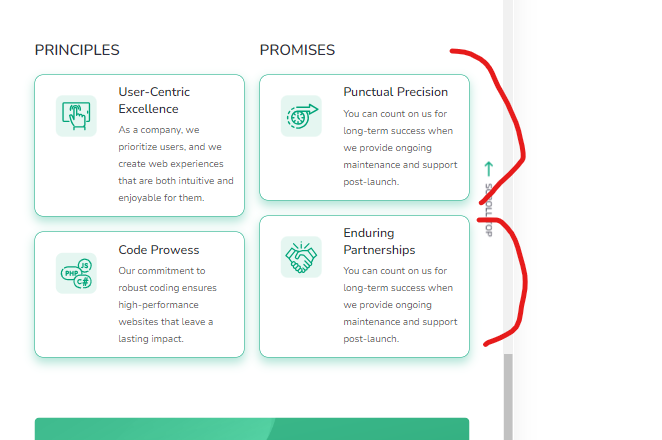 PRINCIPLES
User-Centric
Excellence
As a company, we
prioritize users, and we
create web experiences
that are both intuitive and
enjoyable for them.
JS
PHP
C#
Code Prowess
Our commitment to
robust coding ensures
high-performance
websites that leave a
lasting impact.
PROMISES
Punctual Precision
You can count on us for
long-term success when
we provide ongoing
maintenance and support
post-launch.
Enduring
Partnerships
You can count on us for
long-term success when
we provide ongoing
maintenance and support
post-launch.
SCROLL TOP